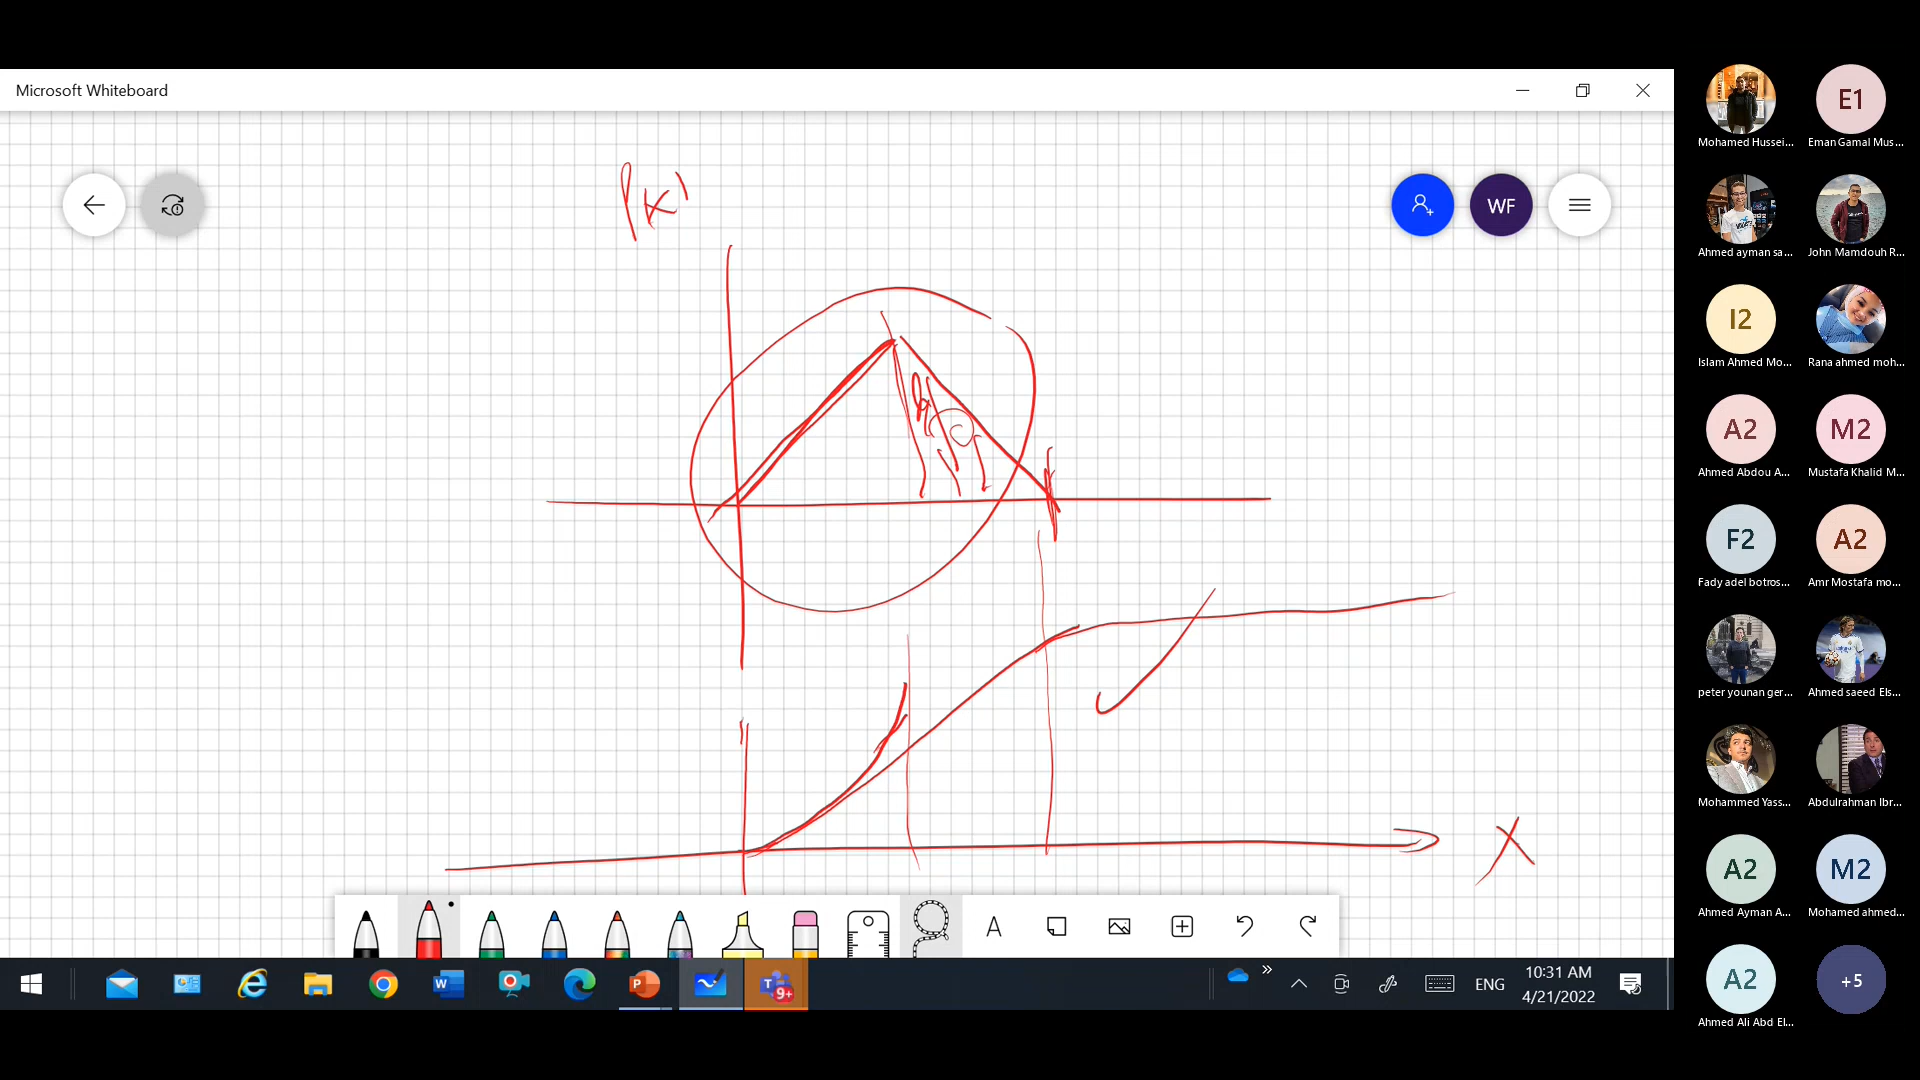 Microsoft Whiteboard
WF
A
X
E1
Mohamed Hussei...
Eman Gamal Mus...
Ahmed ayman sa...
John Mamdouh R...
I2
Islam Ahmed Mo...
Rana ahmed moh...
A2
M2
Ahmed Abdou A...
Mustafa Khalid M...
F2
A2
Fady adel botros...
Amr Mostafa mo...
peter younan ger...
Ahmed saeed Els...
Mohammed Yass...
Abdulrahman Ibr...
A2
M2
Ahmed Ayman A...
Mohamed ahmed...
A2
+5
Ahmed Ali Abd El...
9+
ENG
10:31 AM
4/21/2022